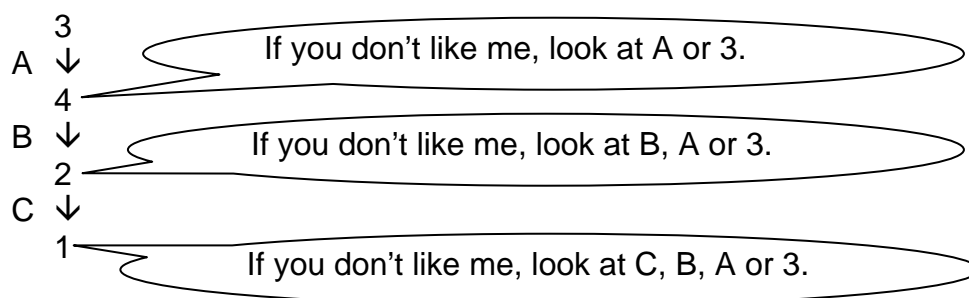 3
A ↓ If you don’t like me, look at A or 3.
4
B ↓ If you don’t like me, look at B, A or 3.
2
C ↓
1
If you don’t like me, look at C, B, A or 3.